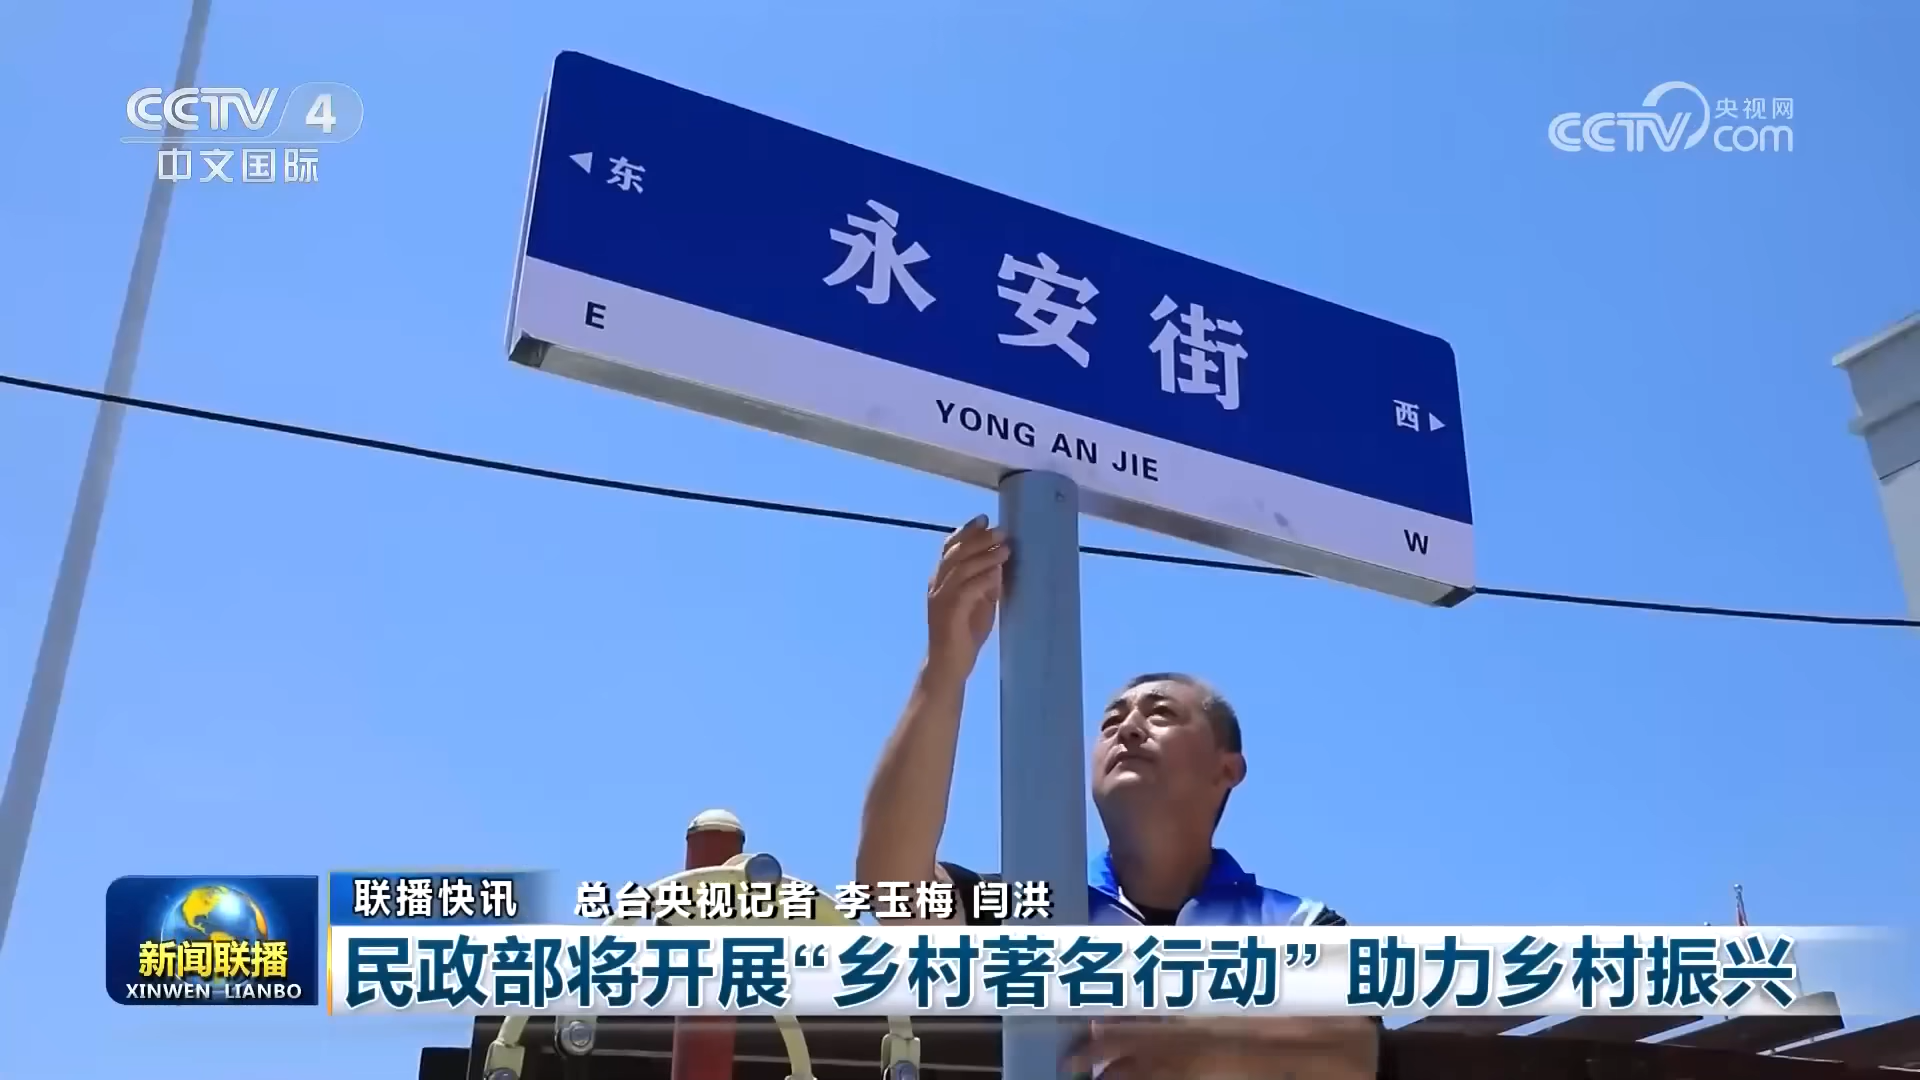 CCTV 4
中文国际
央视网
CCTV com
东
永安街
西
E
YONG AN JIE
W
联播快讯 总台央视记者 李玉梅 闫洪
新闻联播
XINWEN LIANBO
民政部将开展“乡村著名行动” 助力乡村振兴